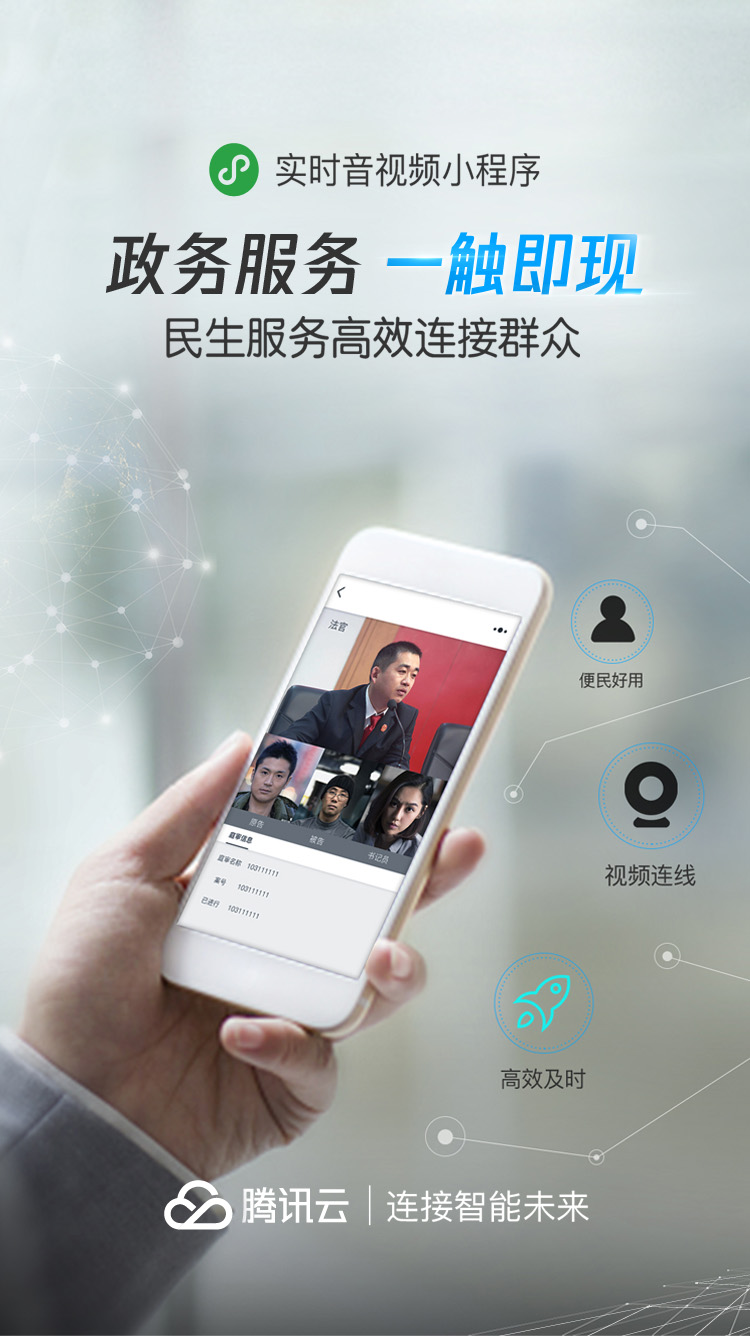 实时音视频小程序
政务服务 一触即现
民生服务高效连接群众
法官
便民好用
视频连线
原告
被告
书记员
庭审信息
庭审名称 103111111
案号 103111111
已进行 103111111
高效及时
腾讯云 | 连接智能未来